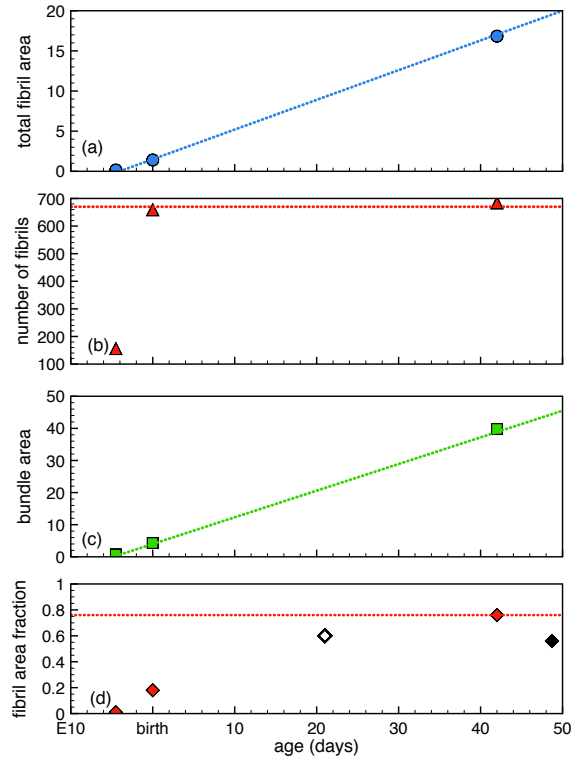 20
15
10
5
0
total fibril area
(a)
700
600
500
400
300
200
100
number of fibrils
(b)
50
40
30
20
10
0
bundle area
(c)
1
0.8
0.6
0.4
0.2
0
fibril area fraction
(d)
E10 birth 10 20 30 40 50
age (days)